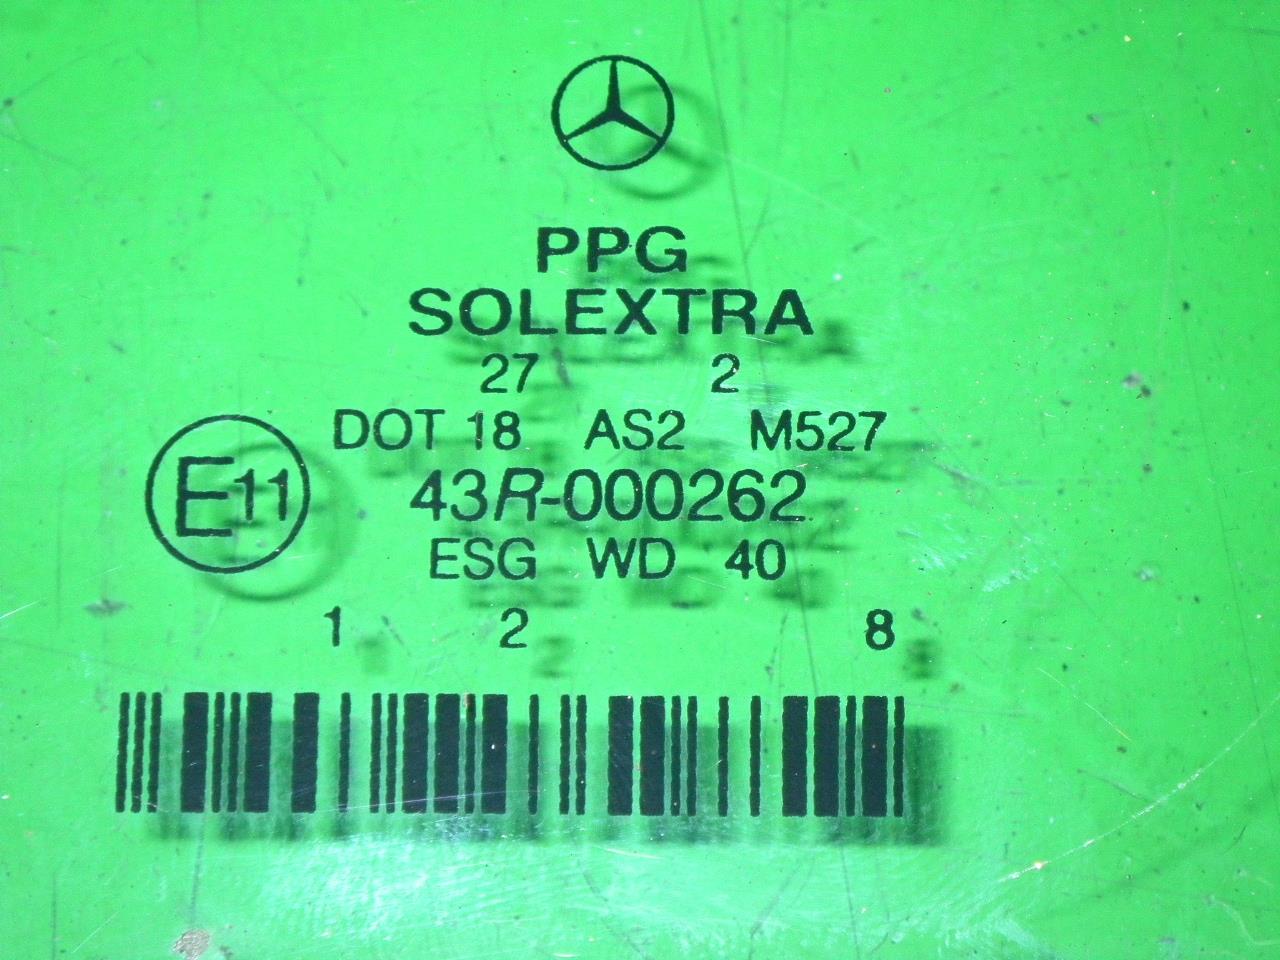 PPG
SOLEXTRA
27 2
DOT 18 AS2 M527
E11 43R-000262
ESG WD 40
1 2 8